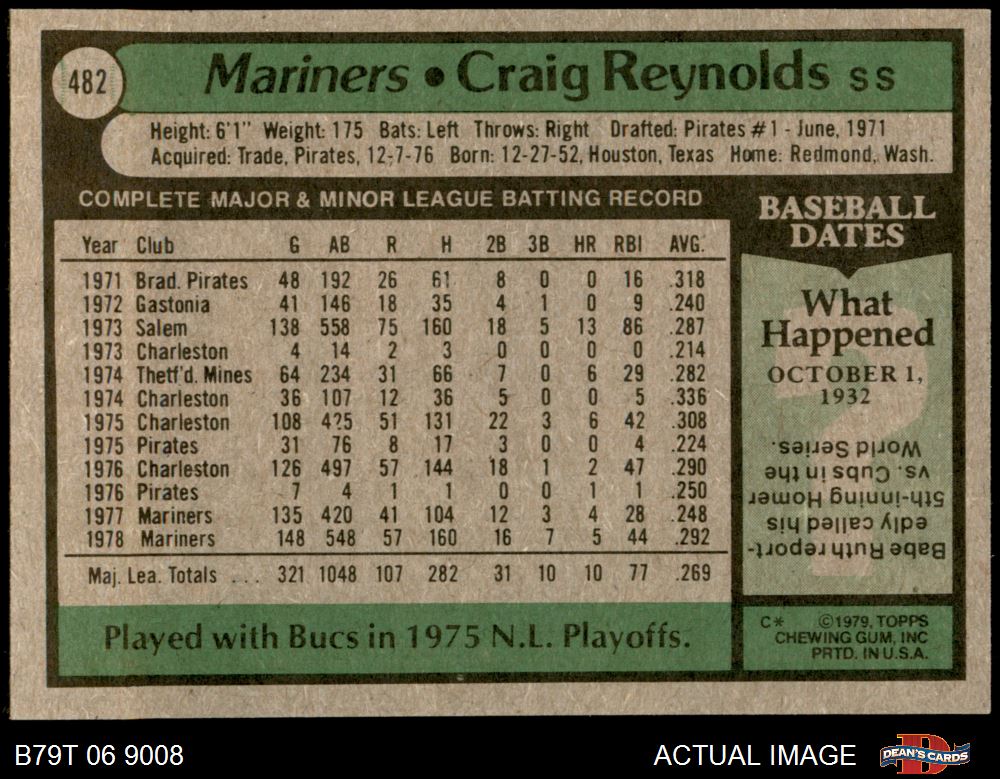 482
Mariners • Craig Reynolds SS
Height: 6'1" Weight: 175 Bats: Left Throws: Right Drafted: Pirates #1 - June, 1971
Acquired: Trade, Pirates, 12-7-76 Born: 12-27-52, Houston, Texas Home: Redmond, Wash.
COMPLETE MAJOR & MINOR LEAGUE BATTING RECORD
Year Club G AB R H 2B 3B HR RBI AVG.
1971 Brad. Pirates 48 192 26 61 8 0 0 16 .318
1972 Gastonia 41 146 18 35 4 1 0 9 .240
1973 Salem 138 558 75 160 18 5 13 86 .287
1973 Charleston 4 14 2 3 0 0 0 0 .214
1974 Thetf'd. Mines 64 234 31 66 7 0 6 29 .282
1974 Charleston 36 107 12 36 5 0 0 5 .336
1975 Charleston 108 425 51 131 22 3 6 42 .308
1975 Pirates 31 76 8 17 3 0 0 4 .224
1976 Charleston 126 497 57 144 18 1 2 47 .290
1976 Pirates 7 4 1 1 0 0 1 1 .250
1977 Mariners 135 420 41 104 12 3 4 28 .248
1978 Mariners 148 548 57 160 16 7 5 44 .292
Maj. Lea. Totals ... 321 1048 107 282 31 10 10 77 .269
Played with Bucs in 1975 N.L. Playoffs.
BASEBALL
DATES
What
Happened
OCTOBER 1,
1932
Babe Ruth report-
edly called his
5th-inning Homer
vs. Cubs in the
World Series.
C* ©1979, TOPPS
CHEWING GUM, INC
PRTD. IN U.S.A.
B79T 06 9008
ACTUAL IMAGE
DEAN'S CARDS